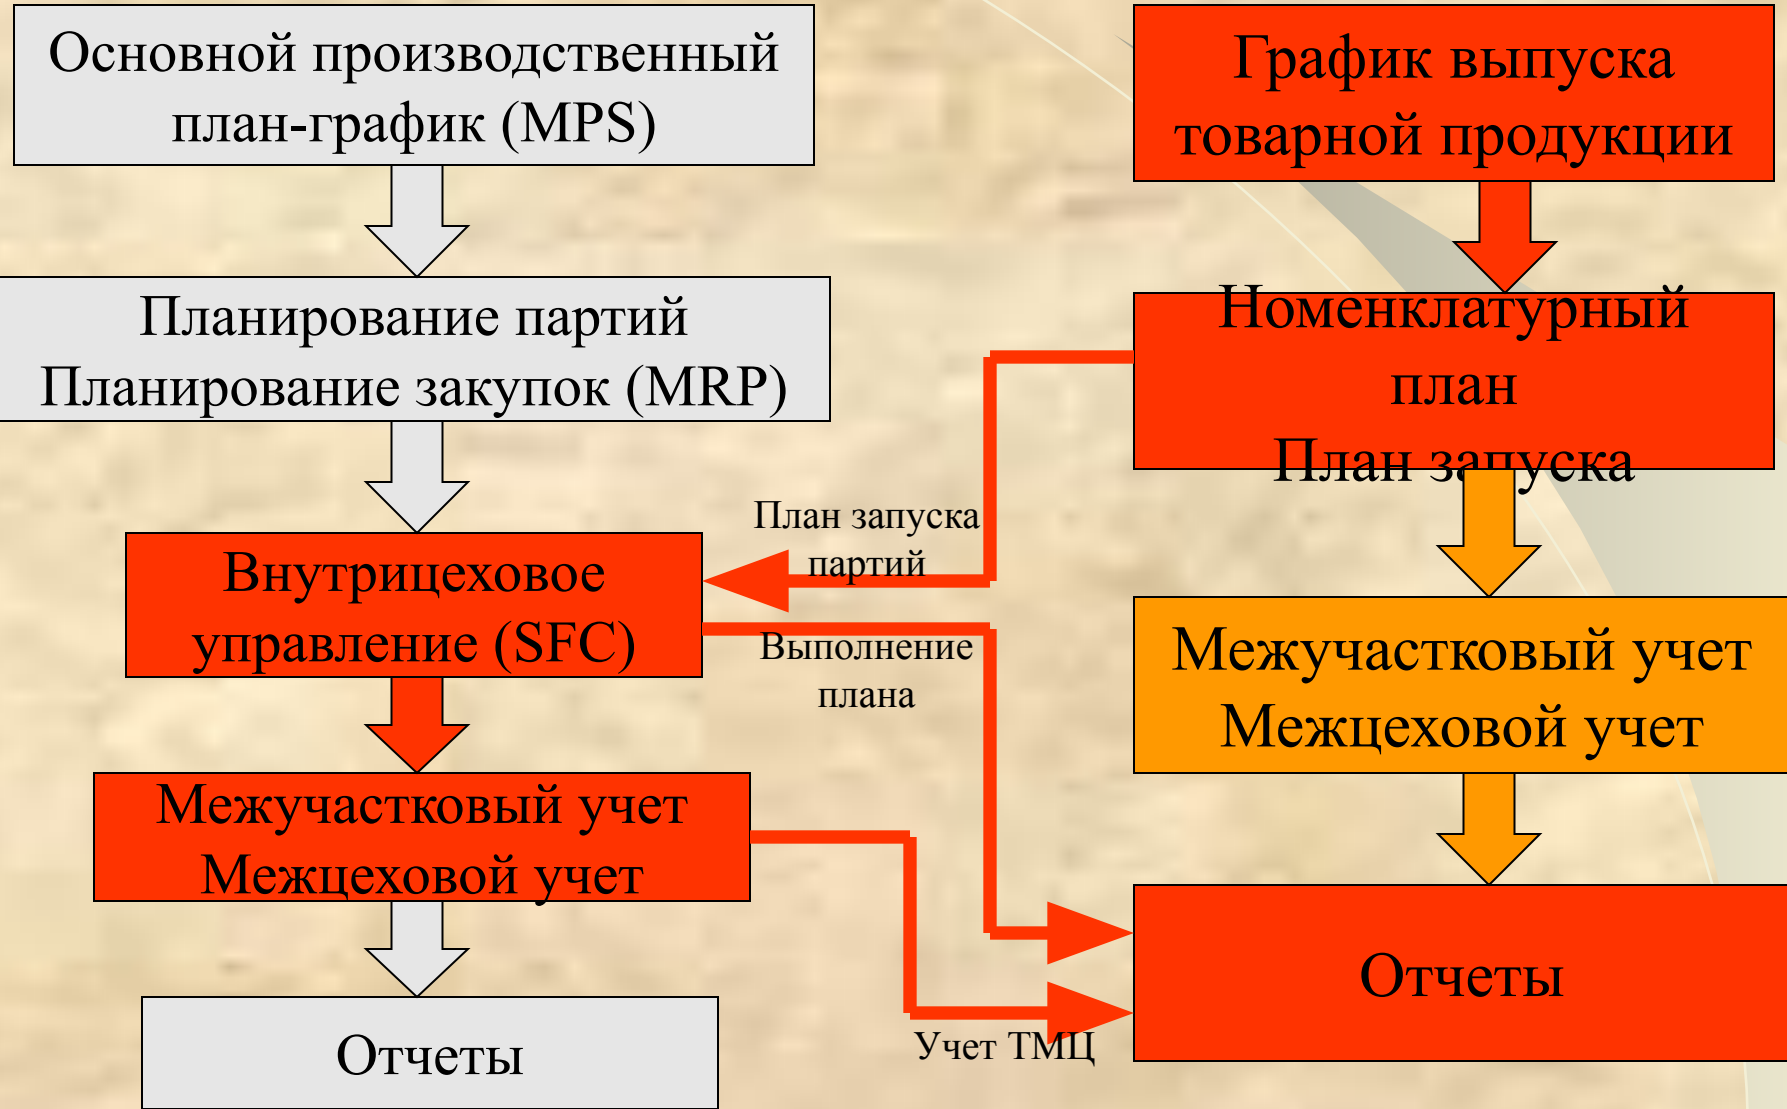 Основной производственный
план-график (MPS)
Планирование партий
Планирование закупок (MRP)
Внутрицеховое
управление (SFC)
Межучастковый учет
Межцеховой учет
Отчеты
План запуска
партий
Выполнение
плана
Учет ТМЦ
График выпуска
товарной продукции
Номенклатурный
план
План запуска
Межучастковый учет
Межцеховой учет
Отчеты